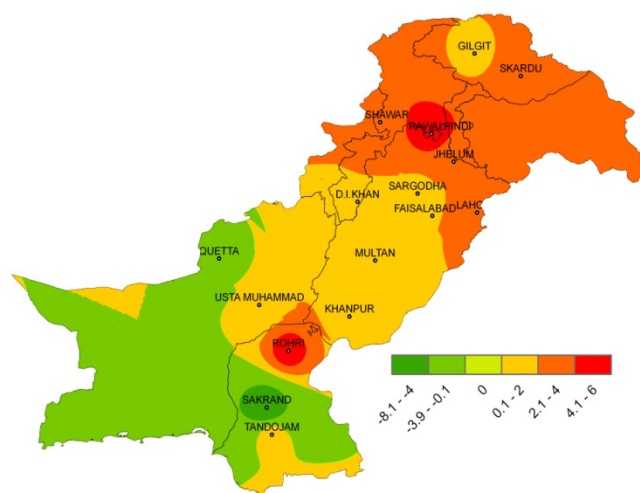 GILGIT
SKARDU
SHAWAR
RAWALPINDI
JHELUM
SARGODHA
D.I.KHAN
FAISALABAD
LAHO
QUETTA
MULTAN
USTA MUHAMMAD
KHANPUR
ROHRI
SAKRAND
TANDOJAM
-8.1 - -4
-3.9 - -0.1
0
0.1 - 2
2.1 - 4
4.1 - 6